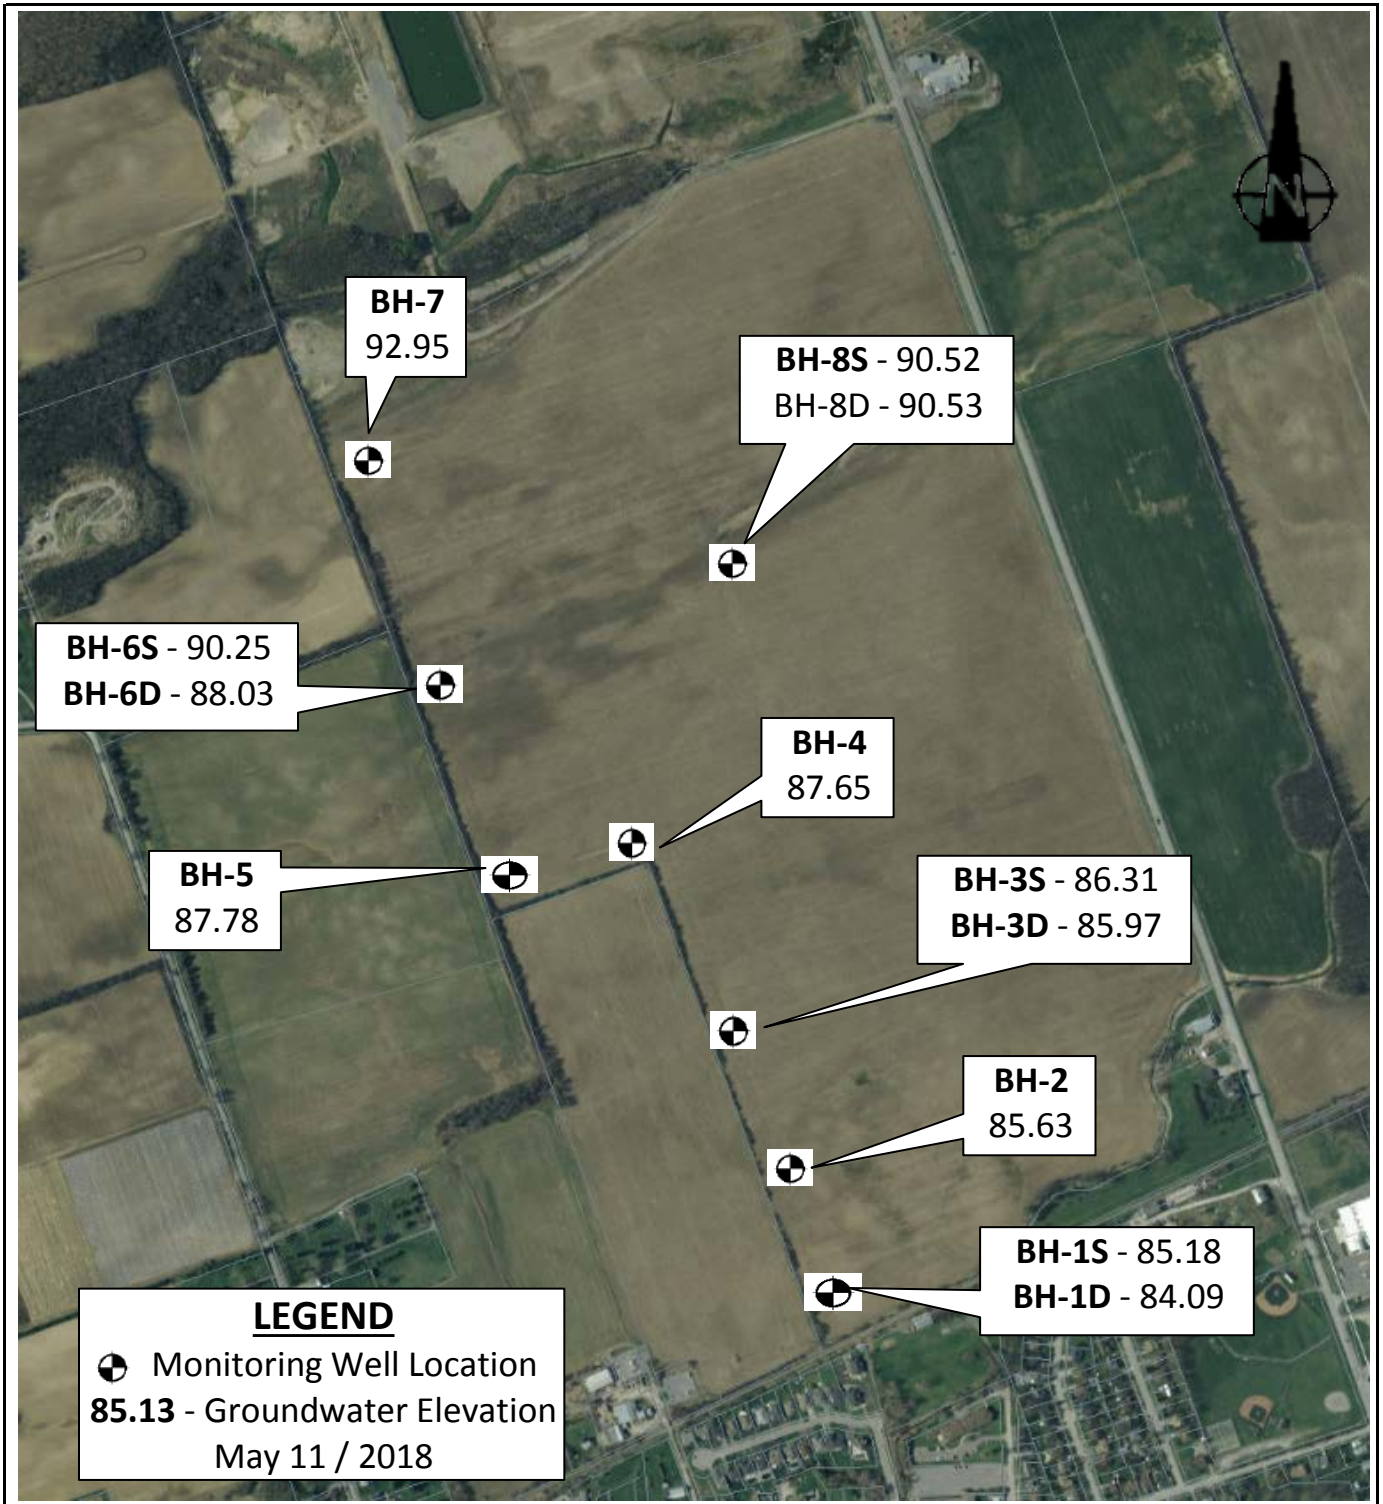 N
BH-7
92.95
BH-8S - 90.52
BH-8D - 90.53
BH-6S - 90.25
BH-6D - 88.03
BH-4
87.65
BH-5
87.78
BH-3S - 86.31
BH-3D - 85.97
BH-2
85.63
BH-1S - 85.18
BH-1D - 84.09
LEGEND
Monitoring Well Location
85.13 - Groundwater Elevation
May 11 / 2018